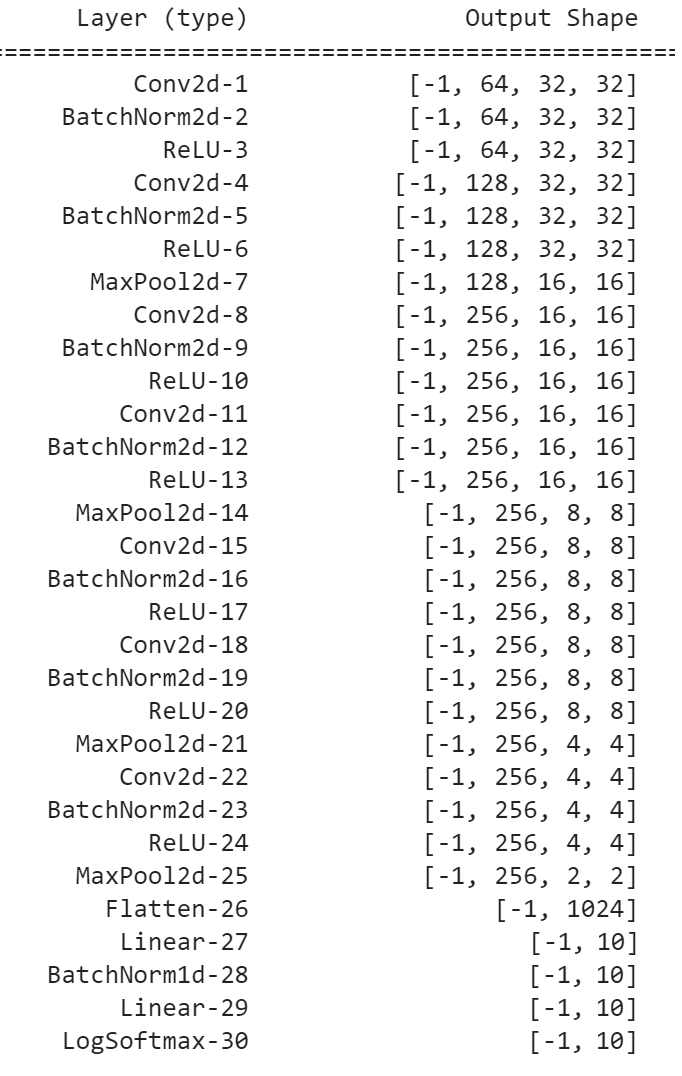 Layer (type) Output Shape
================================================
Conv2d-1 [-1, 64, 32, 32]
BatchNorm2d-2 [-1, 64, 32, 32]
ReLU-3 [-1, 64, 32, 32]
Conv2d-4 [-1, 128, 32, 32]
BatchNorm2d-5 [-1, 128, 32, 32]
ReLU-6 [-1, 128, 32, 32]
MaxPool2d-7 [-1, 128, 16, 16]
Conv2d-8 [-1, 256, 16, 16]
BatchNorm2d-9 [-1, 256, 16, 16]
ReLU-10 [-1, 256, 16, 16]
Conv2d-11 [-1, 256, 16, 16]
BatchNorm2d-12 [-1, 256, 16, 16]
ReLU-13 [-1, 256, 16, 16]
MaxPool2d-14 [-1, 256, 8, 8]
Conv2d-15 [-1, 256, 8, 8]
BatchNorm2d-16 [-1, 256, 8, 8]
ReLU-17 [-1, 256, 8, 8]
Conv2d-18 [-1, 256, 8, 8]
BatchNorm2d-19 [-1, 256, 8, 8]
ReLU-20 [-1, 256, 8, 8]
MaxPool2d-21 [-1, 256, 4, 4]
Conv2d-22 [-1, 256, 4, 4]
BatchNorm2d-23 [-1, 256, 4, 4]
ReLU-24 [-1, 256, 4, 4]
MaxPool2d-25 [-1, 256, 2, 2]
Flatten-26 [-1, 1024]
Linear-27 [-1, 10]
BatchNorm1d-28 [-1, 10]
Linear-29 [-1, 10]
LogSoftmax-30 [-1, 10]